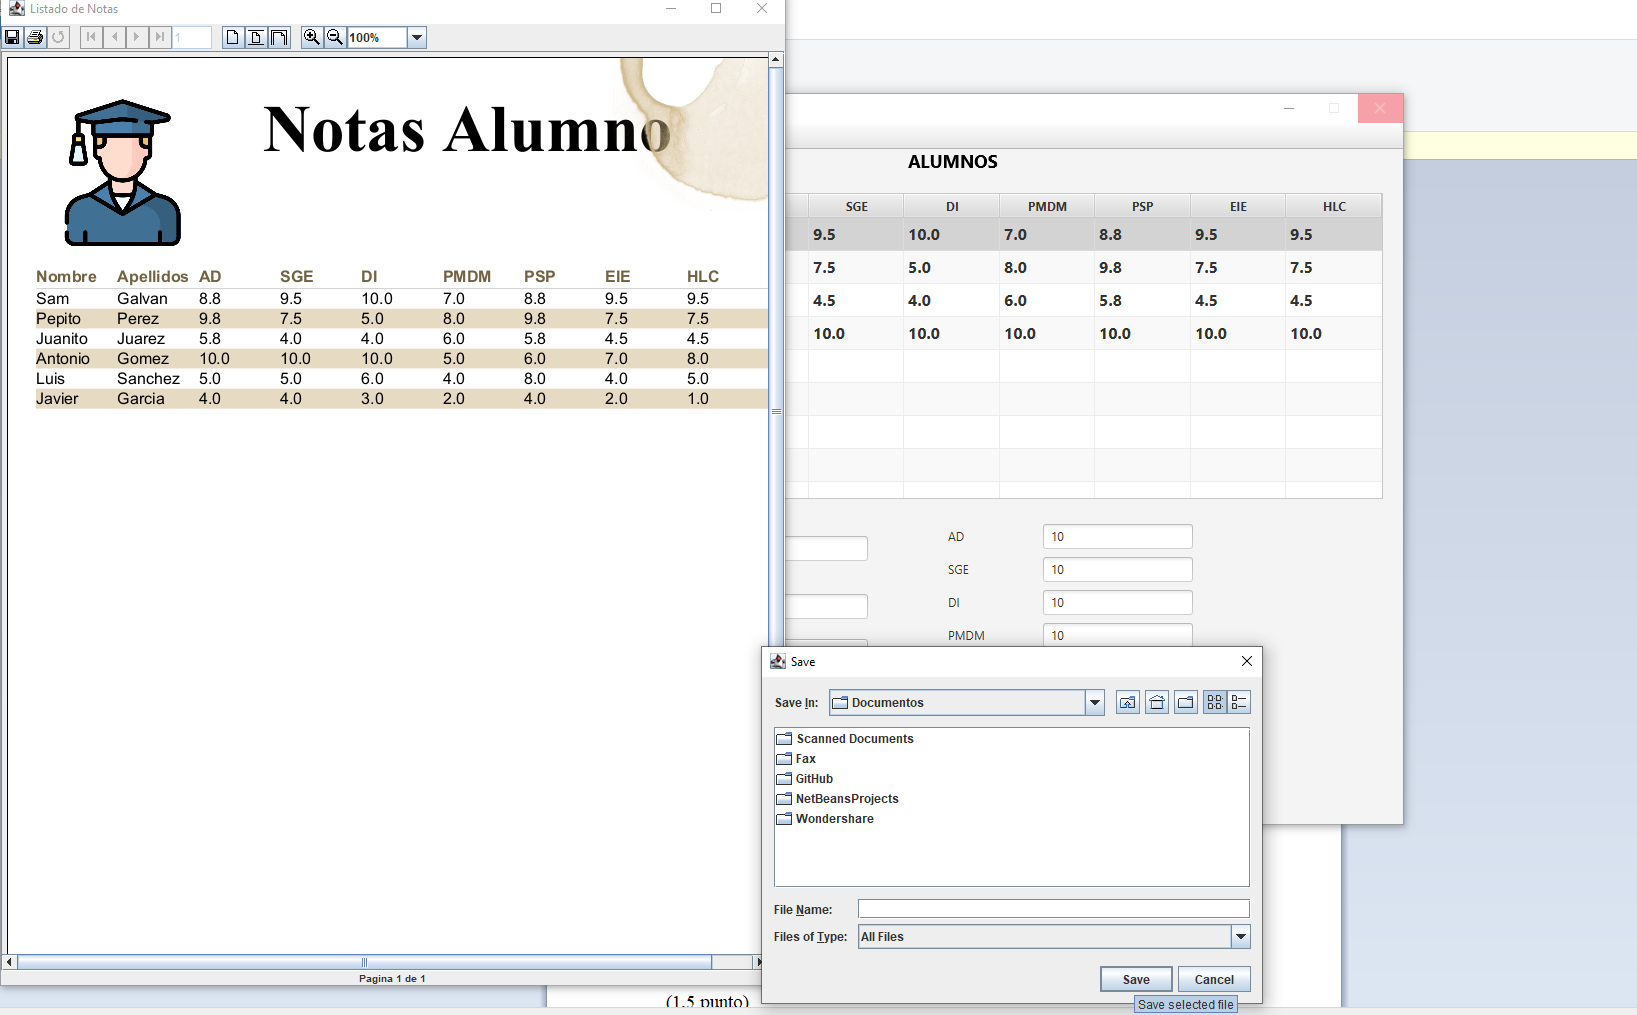 Listado de Notas
1
100%
Notas Alumno
Nombre Apellidos AD SGE DI PMDM PSP EIE HLC
Sam Galvan 8.8 9.5 10.0 7.0 8.8 9.5 9.5
Pepito Perez 9.8 7.5 5.0 8.0 9.8 7.5 7.5
Juanito Juarez 5.8 4.0 4.0 6.0 5.8 4.5 4.5
Antonio Gomez 10.0 10.0 10.0 5.0 6.0 7.0 8.0
Luis Sanchez 5.0 5.0 6.0 4.0 8.0 4.0 5.0
Javier Garcia 4.0 4.0 3.0 2.0 4.0 2.0 1.0
Pagina 1 de 1
ALUMNOS
SGE DI PMDM PSP EIE HLC
9.5 10.0 7.0 8.8 9.5 9.5
7.5 5.0 8.0 9.8 7.5 7.5
4.5 4.0 6.0 5.8 4.5 4.5
10.0 10.0 10.0 10.0 10.0 10.0
AD 10
SGE 10
DI 10
PMDM 10
Save
Save In: Documentos
Scanned Documents
Fax
GitHub
NetBeansProjects
Wondershare
File Name:
Files of Type: All Files
Save Cancel
Save selected file
(1.5 punto)